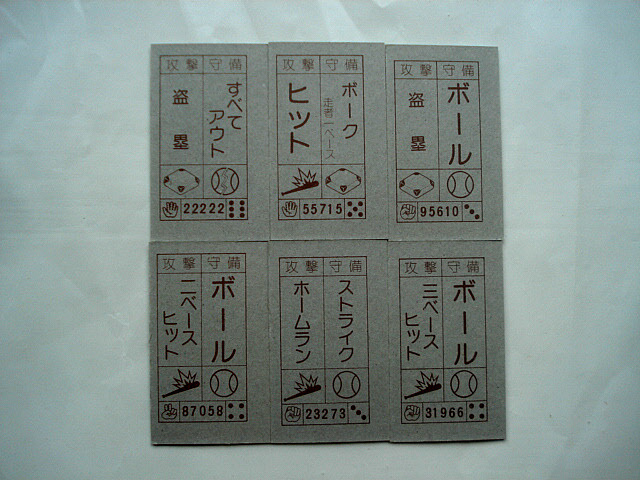 攻撃 守備
すべて
アウト
盗塁
22222
攻撃 守備
ボーク
走者一ベース
ヒット
55715
攻撃 守備
ボール
盗塁
95610
攻撃 守備
ボール
二ベース
ヒット
87058
攻撃 守備
ストライク
ホームラン
23273
攻撃 守備
ボール
三ベース
ヒット
31966